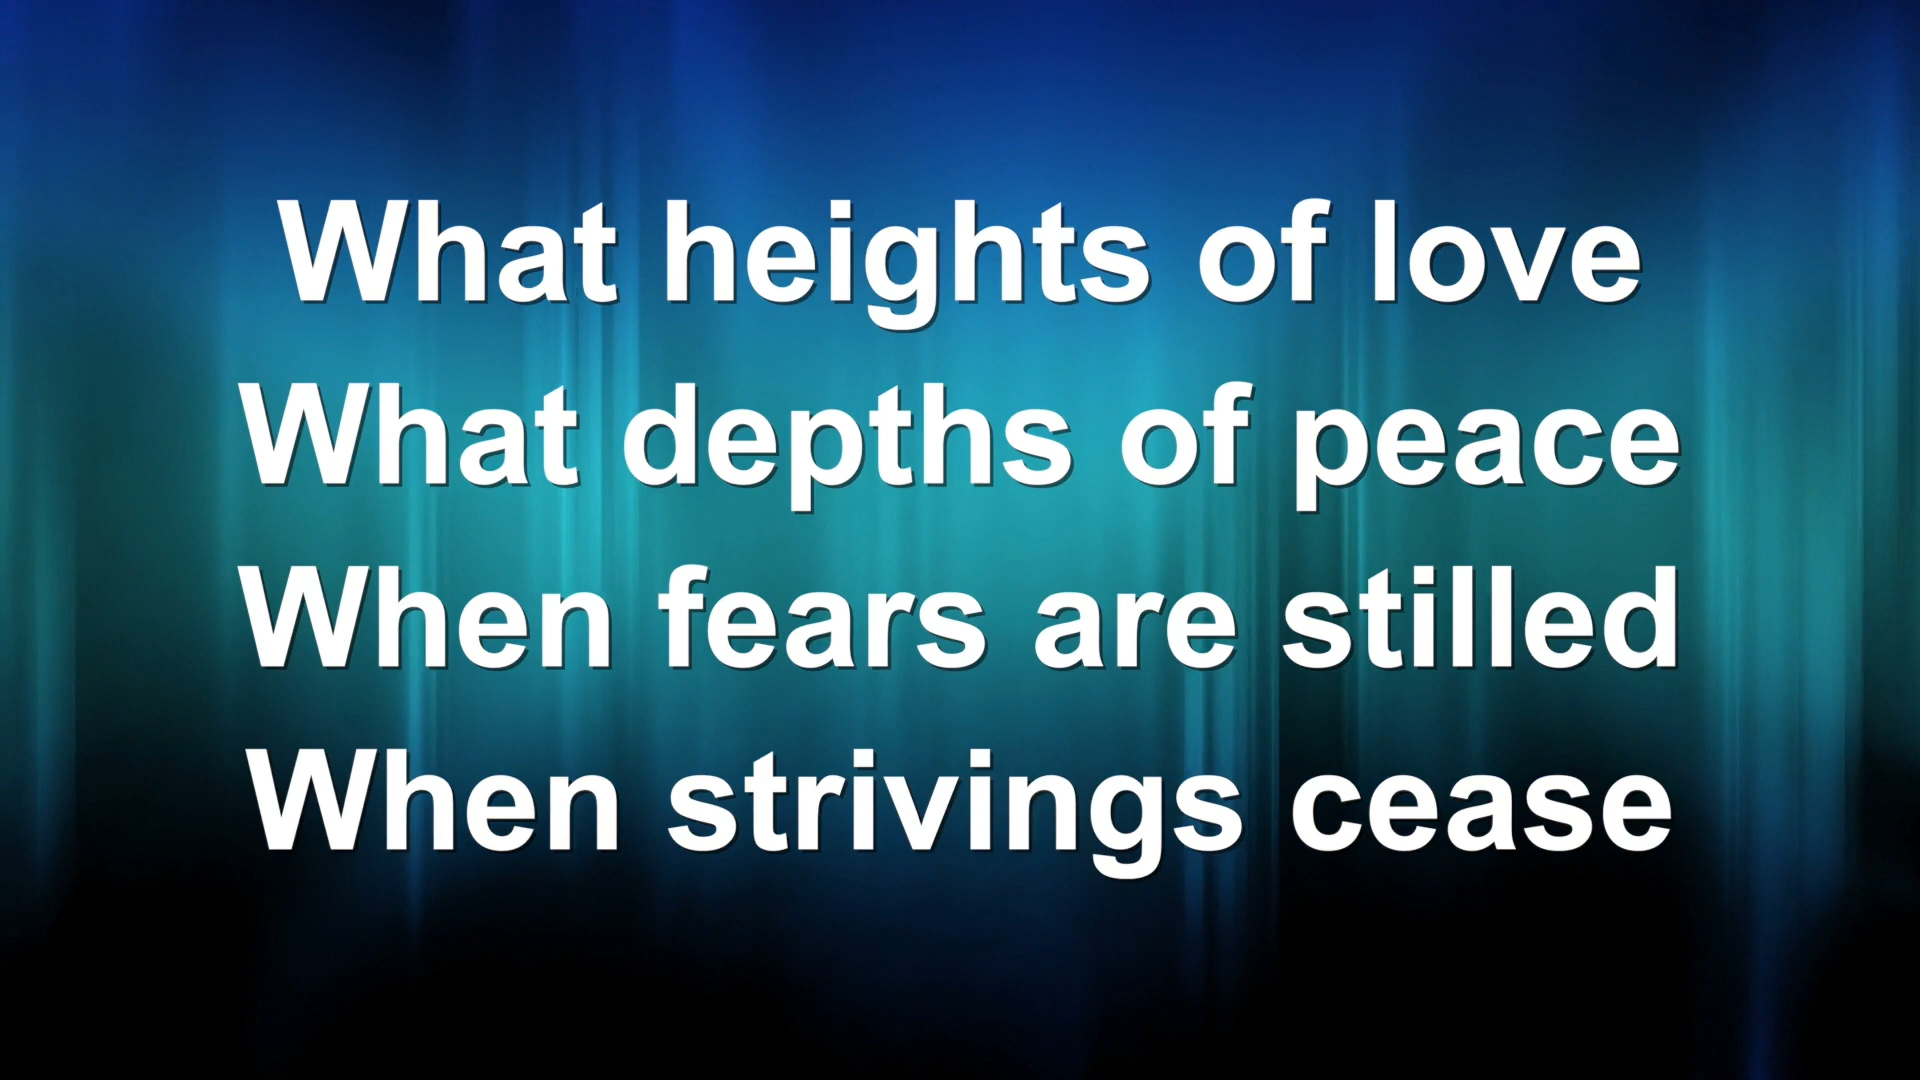 What heights of love
What depths of peace
When fears are stilled
When strivings cease